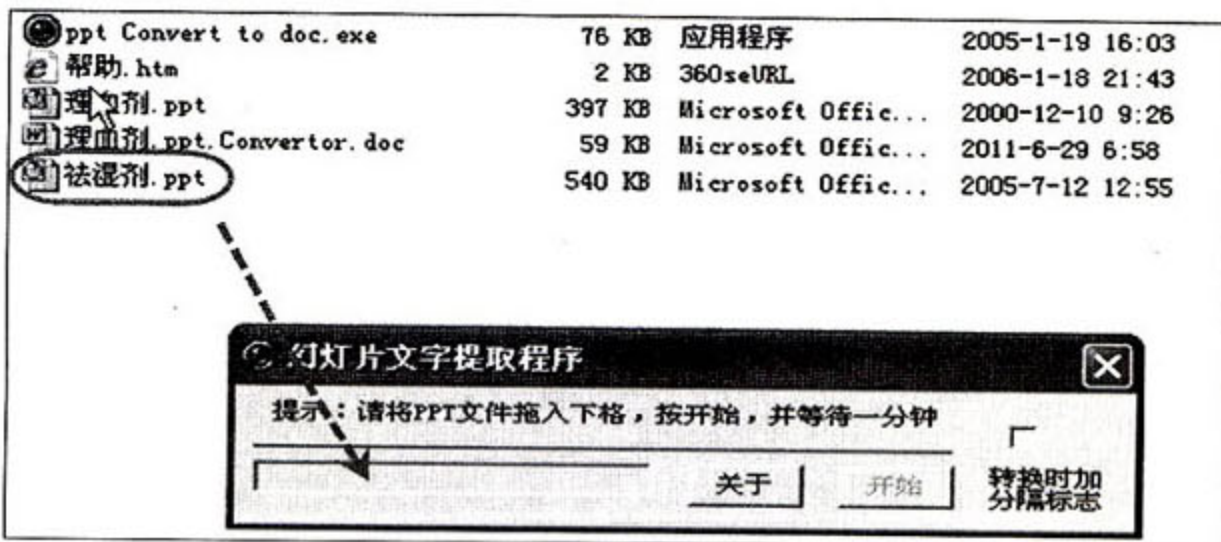 ppt Convert to doc.exe 76 KB 应用程序 2005-1-19 16:03
帮助.htm 2 KB 360seURL 2006-1-18 21:43
理血剂.ppt 397 KB Microsoft Offic... 2000-12-10 9:26
理血剂.ppt.Convertor.doc 59 KB Microsoft Offic... 2011-6-29 6:58
祛湿剂.ppt 540 KB Microsoft Offic... 2005-7-12 12:55
幻灯片文字提取程序
提示：请将PPT文件拖入下格，按开始，并等待一分钟
关于 开始 转换时加
分隔标志